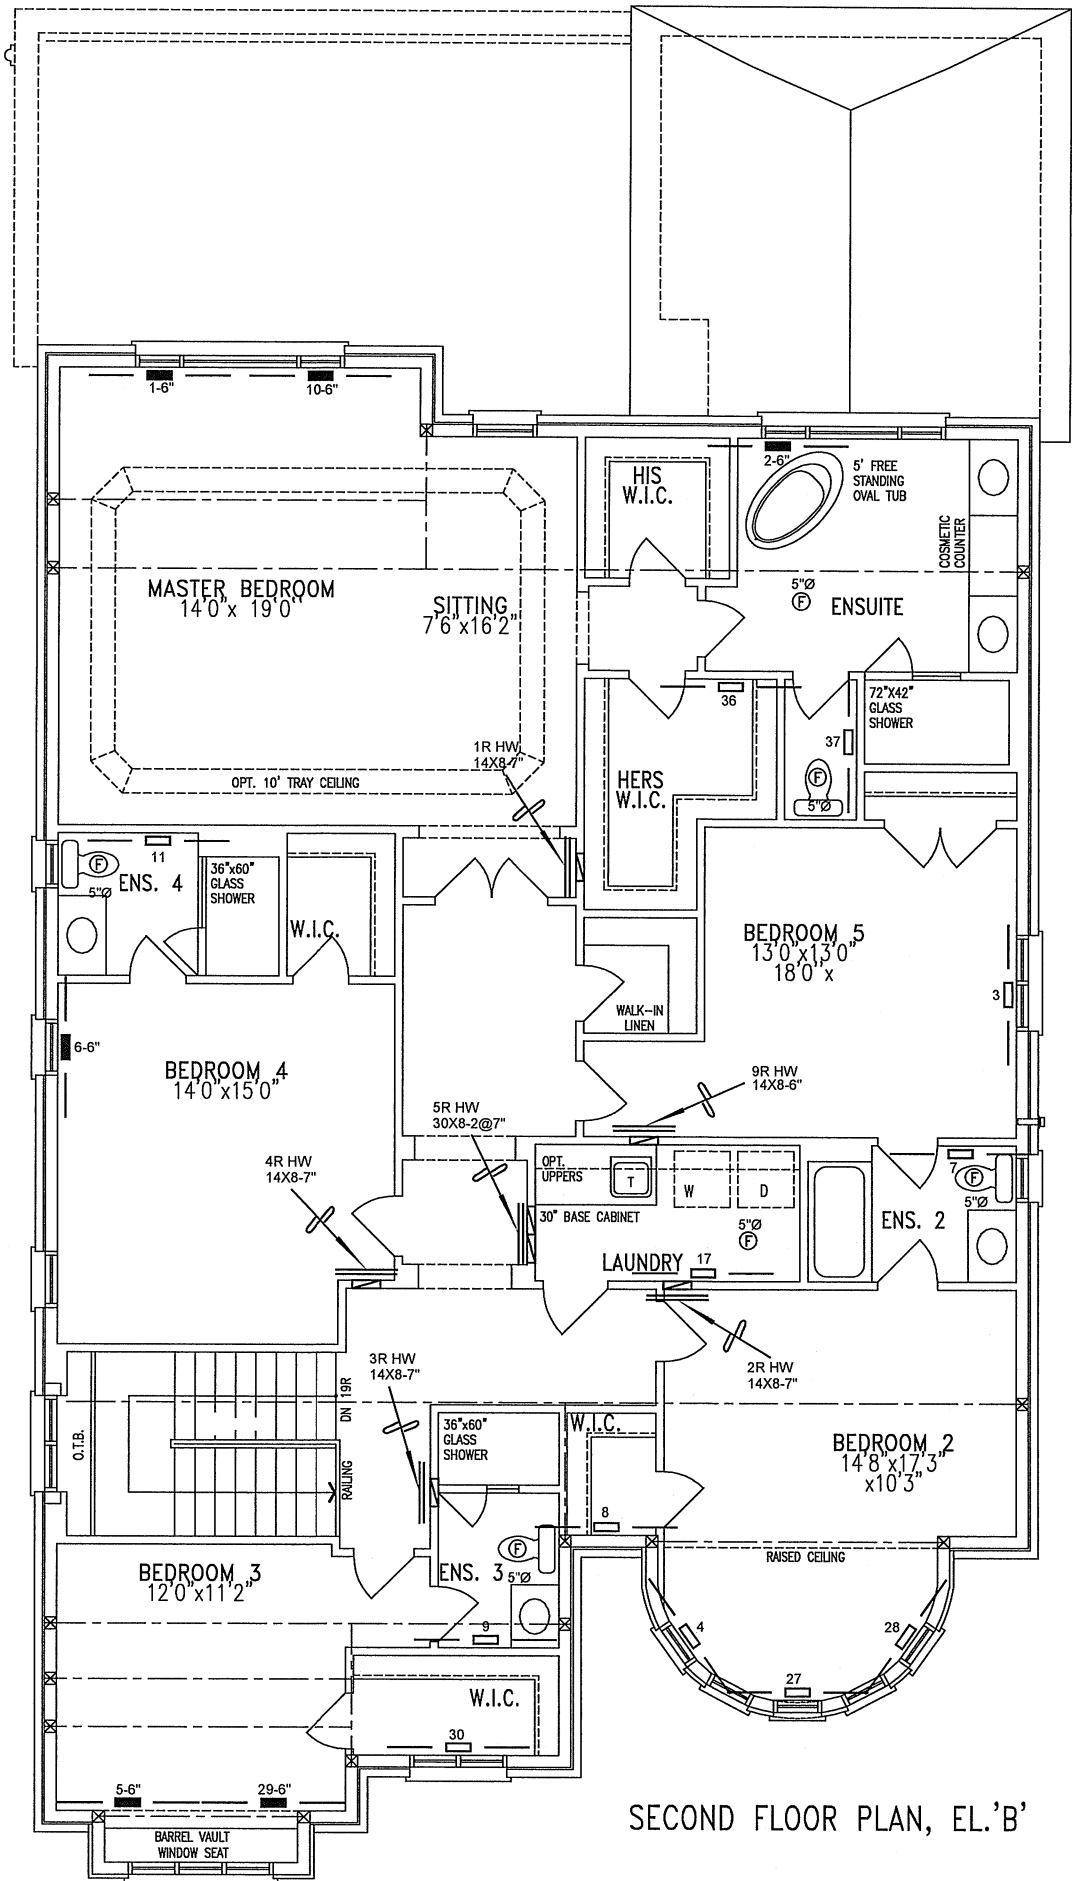 1-6"
10-6"
2-6"
5' FREE
STANDING
OVAL TUB
HIS
W.I.C.
COSMETIC
COUNTER
MASTER BEDROOM
14'0"x 19'0"
SITTING
7'6"x16'2"
5"Ø
F
ENSUITE
36
72"X42"
GLASS
SHOWER
37
1R HW
14X8-7"
OPT. 10' TRAY CEILING
HERS
W.I.C.
F
5"Ø
11
F
5"Ø
ENS. 4
36"x60"
GLASS
SHOWER
W.I.C.
BEDROOM 5
13'0"x13'0"
18'0"x
3
WALK-IN
LINEN
6-6"
BEDROOM 4
14'0"x15'0"
9R HW
14X8-6"
5R HW
30X8-2@7"
4R HW
14X8-7"
OPT.
UPPERS
T
W
D
30" BASE CABINET
5"Ø
F
LAUNDRY
17
7
F
5"Ø
ENS. 2
2R HW
14X8-7"
3R HW
14X8-7"
DN 19R
RAILING
O.T.B.
36"x60"
GLASS
SHOWER
W.I.C.
BEDROOM 2
14'8"x17'3"
x10'3"
8
F
5"Ø
ENS. 3
RAISED CEILING
BEDROOM 3
12'0"x11'2"
9
4
28
27
W.I.C.
30
5-6"
29-6"
BARREL VAULT
WINDOW SEAT
SECOND FLOOR PLAN, EL.'B'